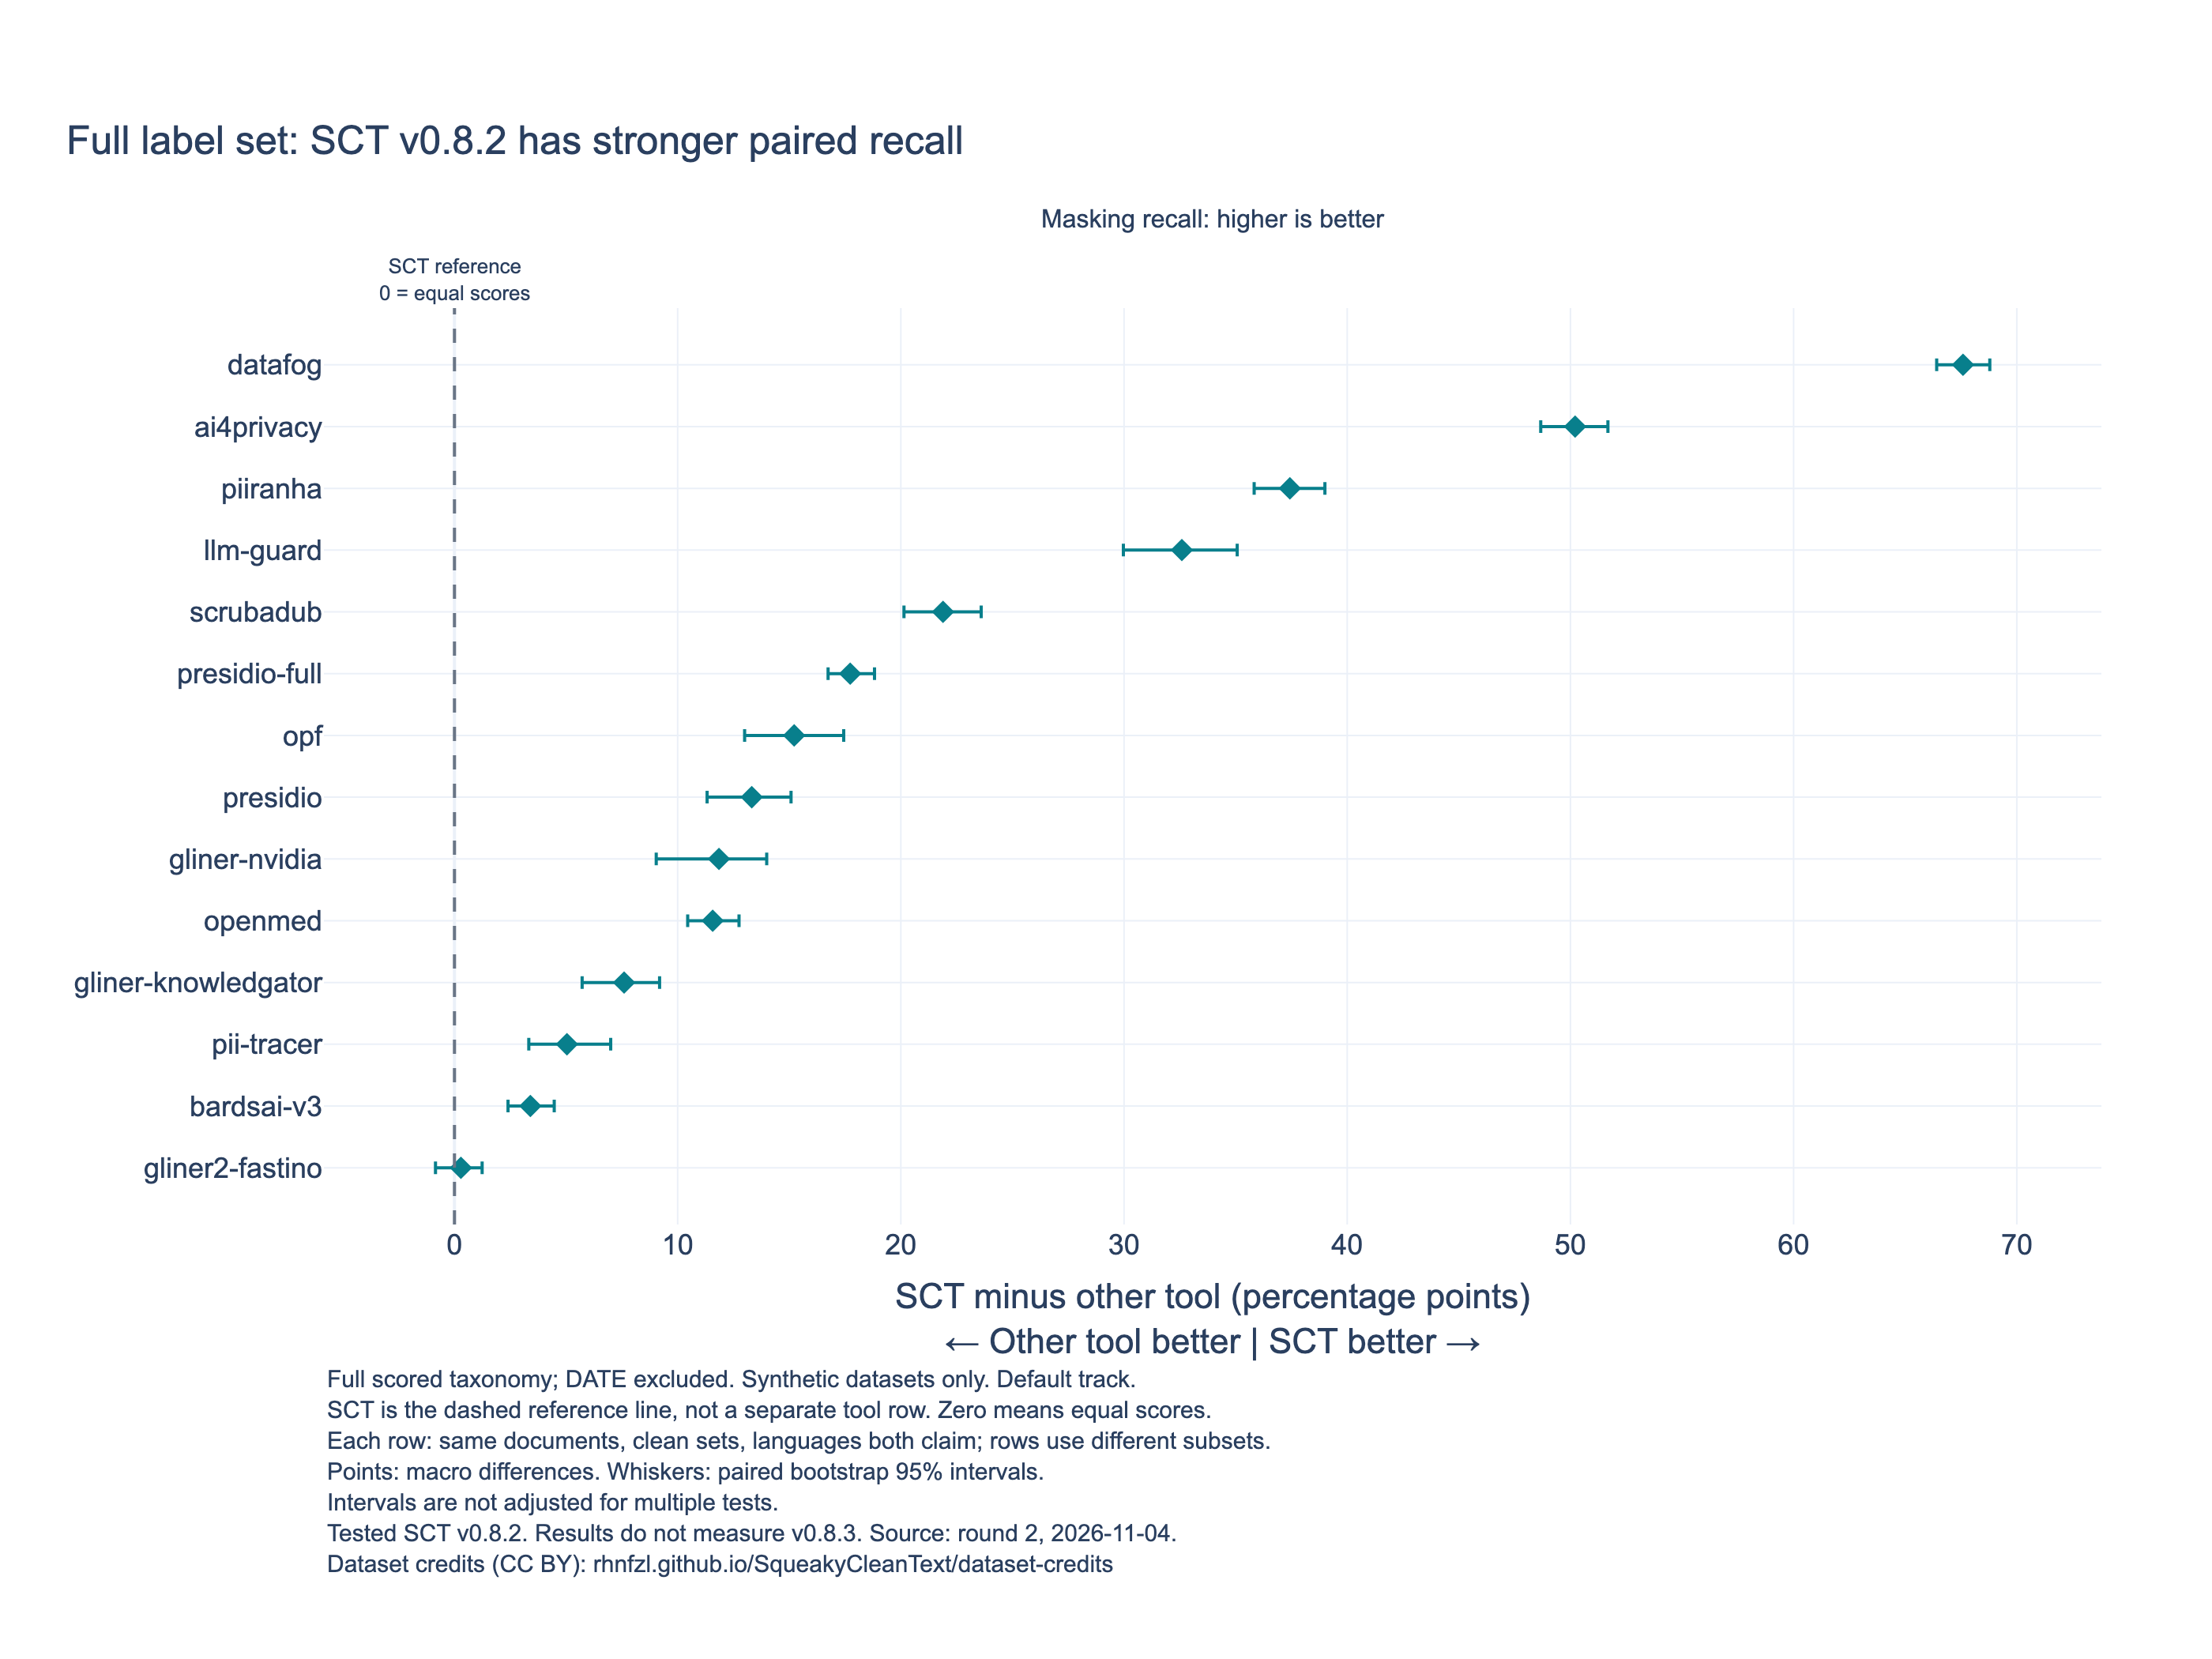 Full label set: SCT v0.8.2 has stronger paired recall
Masking recall: higher is better
SCT reference
0 = equal scores
datafog
ai4privacy
piiranha
llm-guard
scrubadub
presidio-full
opf
presidio
gliner-nvidia
openmed
gliner-knowledgator
pii-tracer
bardsai-v3
gliner2-fastino
0 10 20 30 40 50 60 70
SCT minus other tool (percentage points)
← Other tool better | SCT better →
Full scored taxonomy; DATE excluded. Synthetic datasets only. Default track.
SCT is the dashed reference line, not a separate tool row. Zero means equal scores.
Each row: same documents, clean sets, languages both claim; rows use different subsets.
Points: macro differences. Whiskers: paired bootstrap 95% intervals.
Intervals are not adjusted for multiple tests.
Tested SCT v0.8.2. Results do not measure v0.8.3. Source: round 2, 2026-11-04.
Dataset credits (CC BY): rhnfzl.github.io/SqueakyCleanText/dataset-credits